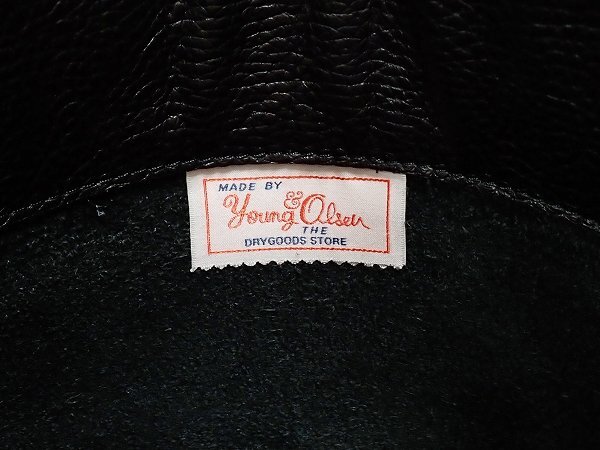 MADE BY
Young & Olsen
THE
DRYGOODS STORE